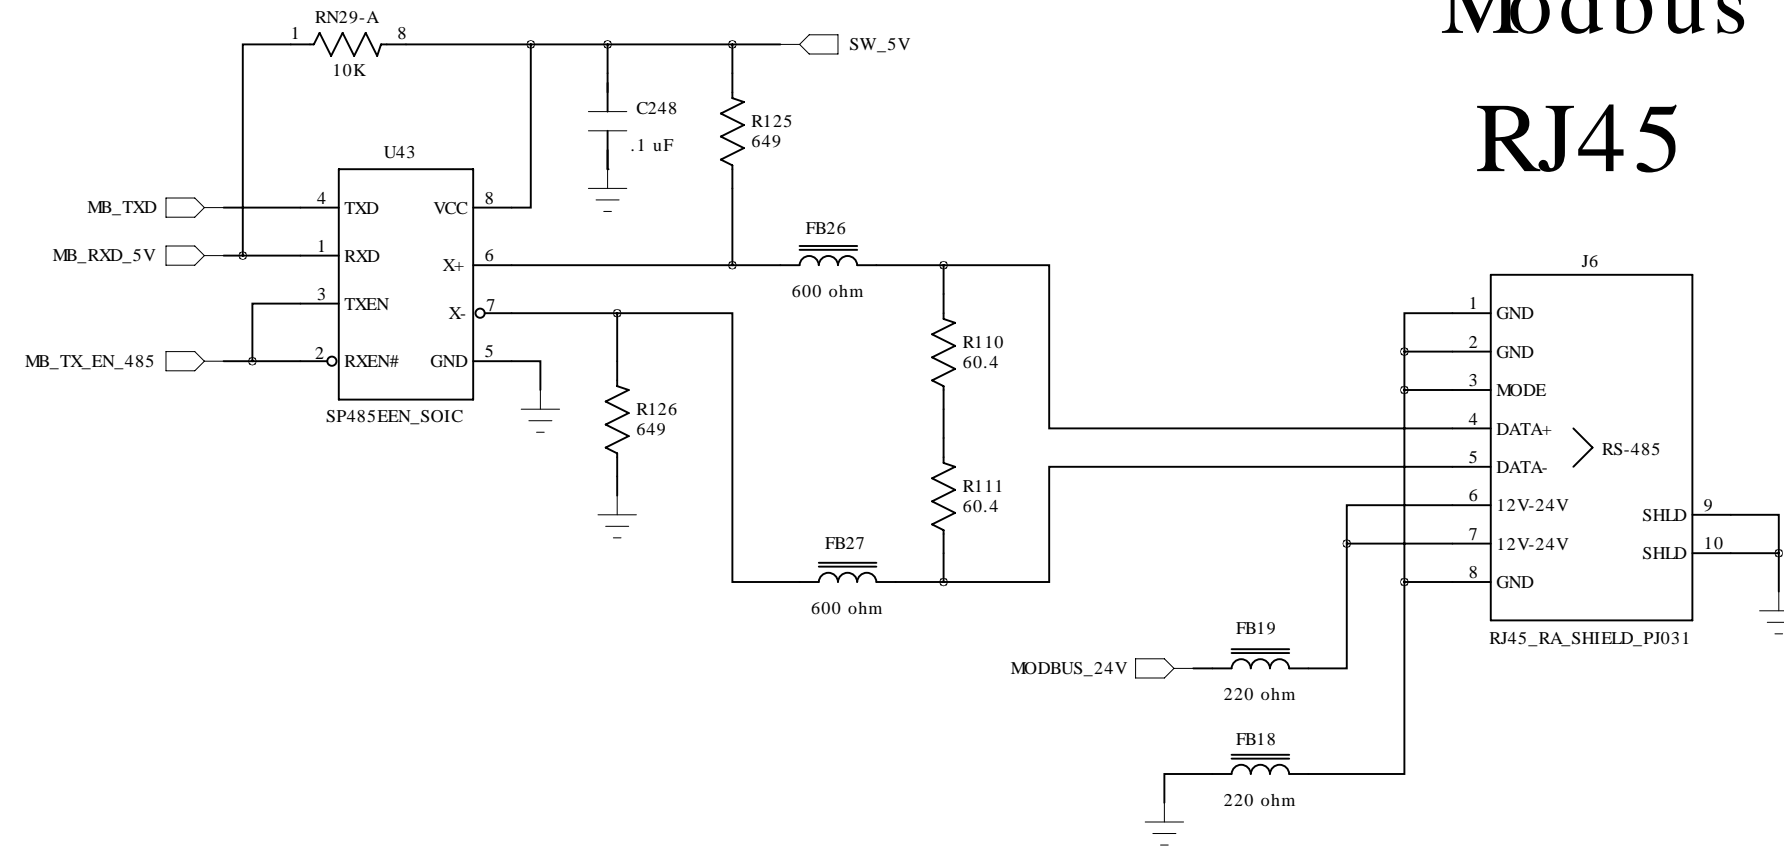 Modbus
RJ45
RN29-A
1
8
10K
SW_5V
C248
.1 uF
R125
649
U43
MB_TXD
4
TXD
VCC
8
MB_RXD_5V
1
RXD
X+
6
3
TXEN
X-
7
MB_TX_EN_485
2
RXEN#
GND
5
SP485EEN_SOIC
R126
649
FB26
600 ohm
R110
60.4
R111
60.4
FB27
600 ohm
J6
1
GND
2
GND
3
MODE
4
DATA+
5
DATA-
RS-485
6
12V-24V
7
12V-24V
8
GND
SHLD
9
SHLD
10
RJ45_RA_SHIELD_PJ031
FB19
MODBUS_24V
220 ohm
FB18
220 ohm